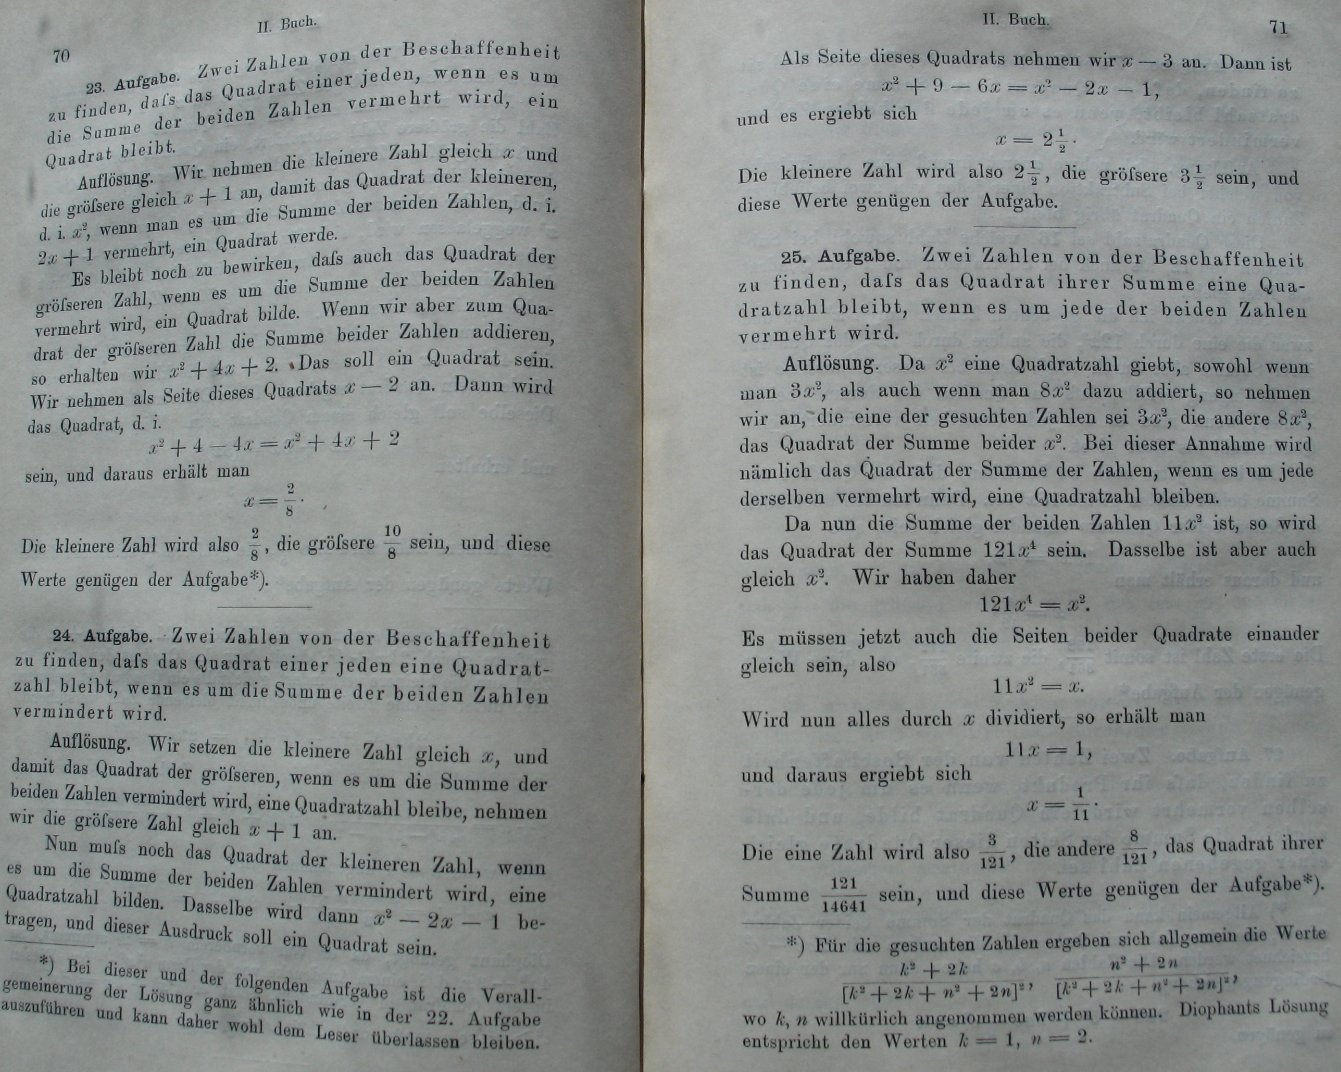 II. Buch.
70
23. Aufgabe. Zwei Zahlen von der Beschaffenheit
zu finden, daſs das Quadrat einer jeden, wenn es um
die Summe der beiden Zahlen vermehrt wird, ein
Quadrat bleibt.
Auflösung. Wir nehmen die kleinere Zahl gleich x und
die gröſsere gleich x + 1 an, damit das Quadrat der kleineren,
d. i. x², wenn man es um die Summe der beiden Zahlen, d. i.
2x + 1 vermehrt, ein Quadrat werde.
Es bleibt noch zu bewirken, daſs auch das Quadrat der
gröſseren Zahl, wenn es um die Summe der beiden Zahlen
vermehrt wird, ein Quadrat bilde. Wenn wir aber zum Qua-
drat der gröſseren Zahl die Summe beider Zahlen addieren,
so erhalten wir x² + 4x + 2. Das soll ein Quadrat sein.
Wir nehmen als Seite dieses Quadrats x — 2 an. Dann wird
das Quadrat, d. i.
x² + 4 — 4x = x² + 4x + 2
sein, und daraus erhält man
x = 2/8.
Die kleinere Zahl wird also 2/8, die gröſsere 10/8 sein, und diese
Werte genügen der Aufgabe*).
24. Aufgabe. Zwei Zahlen von der Beschaffenheit
zu finden, daſs das Quadrat einer jeden eine Quadrat-
zahl bleibt, wenn es um die Summe der beiden Zahlen
vermindert wird.
Auflösung. Wir setzen die kleinere Zahl gleich x, und
damit das Quadrat der gröſseren, wenn es um die Summe der
beiden Zahlen vermindert wird, eine Quadratzahl bleibe, nehmen
wir die gröſsere Zahl gleich x + 1 an.
Nun muſs noch das Quadrat der kleineren Zahl, wenn
es um die Summe der beiden Zahlen vermindert wird, eine
Quadratzahl bilden. Dasselbe wird dann x² — 2x — 1 be-
tragen, und dieser Ausdruck soll ein Quadrat sein.
*) Bei dieser und der folgenden Aufgabe ist die Verall-
gemeinerung der Lösung ganz ähnlich wie in der 22. Aufgabe
auszuführen und kann daher wohl dem Leser überlassen bleiben.
II. Buch.
71
Als Seite dieses Quadrats nehmen wir x — 3 an. Dann ist
x² + 9 — 6x = x² — 2x — 1,
und es ergiebt sich
x = 2 1/2.
Die kleinere Zahl wird also 2 1/2, die gröſsere 3 1/2 sein, und
diese Werte genügen der Aufgabe.
25. Aufgabe. Zwei Zahlen von der Beschaffenheit
zu finden, daſs das Quadrat ihrer Summe eine Qua-
dratzahl bleibt, wenn es um jede der beiden Zahlen
vermehrt wird.
Auflösung. Da x² eine Quadratzahl giebt, sowohl wenn
man 3x², als auch wenn man 8x² dazu addiert, so nehmen
wir an, die eine der gesuchten Zahlen sei 3x², die andere 8x²,
das Quadrat der Summe beider x². Bei dieser Annahme wird
nämlich das Quadrat der Summe der Zahlen, wenn es um jede
derselben vermehrt wird, eine Quadratzahl bleiben.
Da nun die Summe der beiden Zahlen 11x² ist, so wird
das Quadrat der Summe 121x⁴ sein. Dasselbe ist aber auch
gleich x². Wir haben daher
121x⁴ = x².
Es müssen jetzt auch die Seiten beider Quadrate einander
gleich sein, also
11x² = x.
Wird nun alles durch x dividiert, so erhält man
11x = 1,
und daraus ergiebt sich
x = 1/11.
Die eine Zahl wird also 3/121, die andere 8/121, das Quadrat ihrer
Summe 121/14641 sein, und diese Werte genügen der Aufgabe*).
*) Für die gesuchten Zahlen ergeben sich allgemein die Werte
(k² + 2k)/[k² + 2k + n² + 2n]², (n² + 2n)/[k² + 2k + n² + 2n]²,
wo k, n willkürlich angenommen werden können. Diophants Lösung
entspricht den Werten k = 1, n = 2.